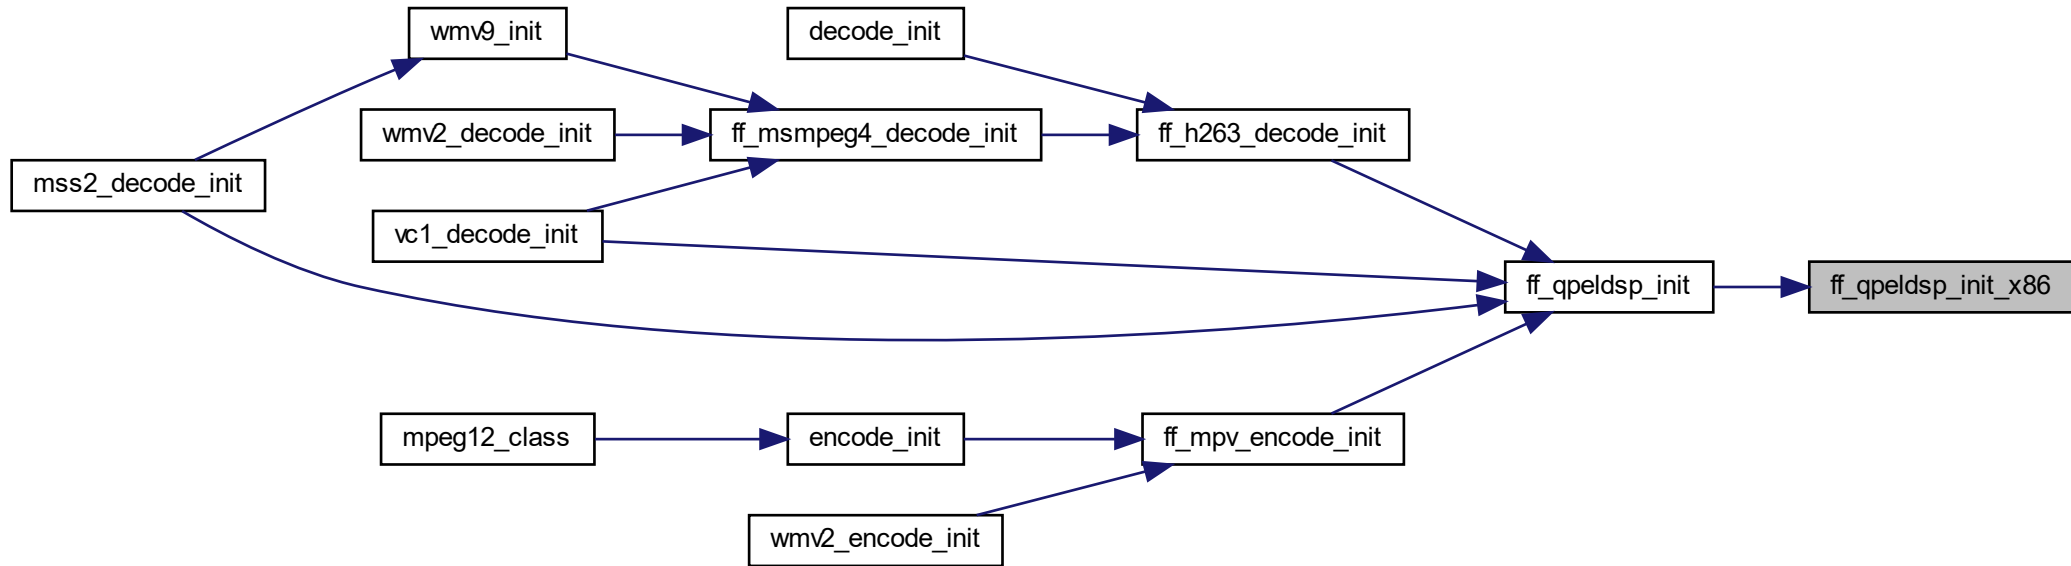 wmv9_init
decode_init
wmv2_decode_init
ff_msmpeg4_decode_init
ff_h263_decode_init
mss2_decode_init
vc1_decode_init
ff_qpeldsp_init
ff_qpeldsp_init_x86
mpeg12_class
encode_init
ff_mpv_encode_init
wmv2_encode_init